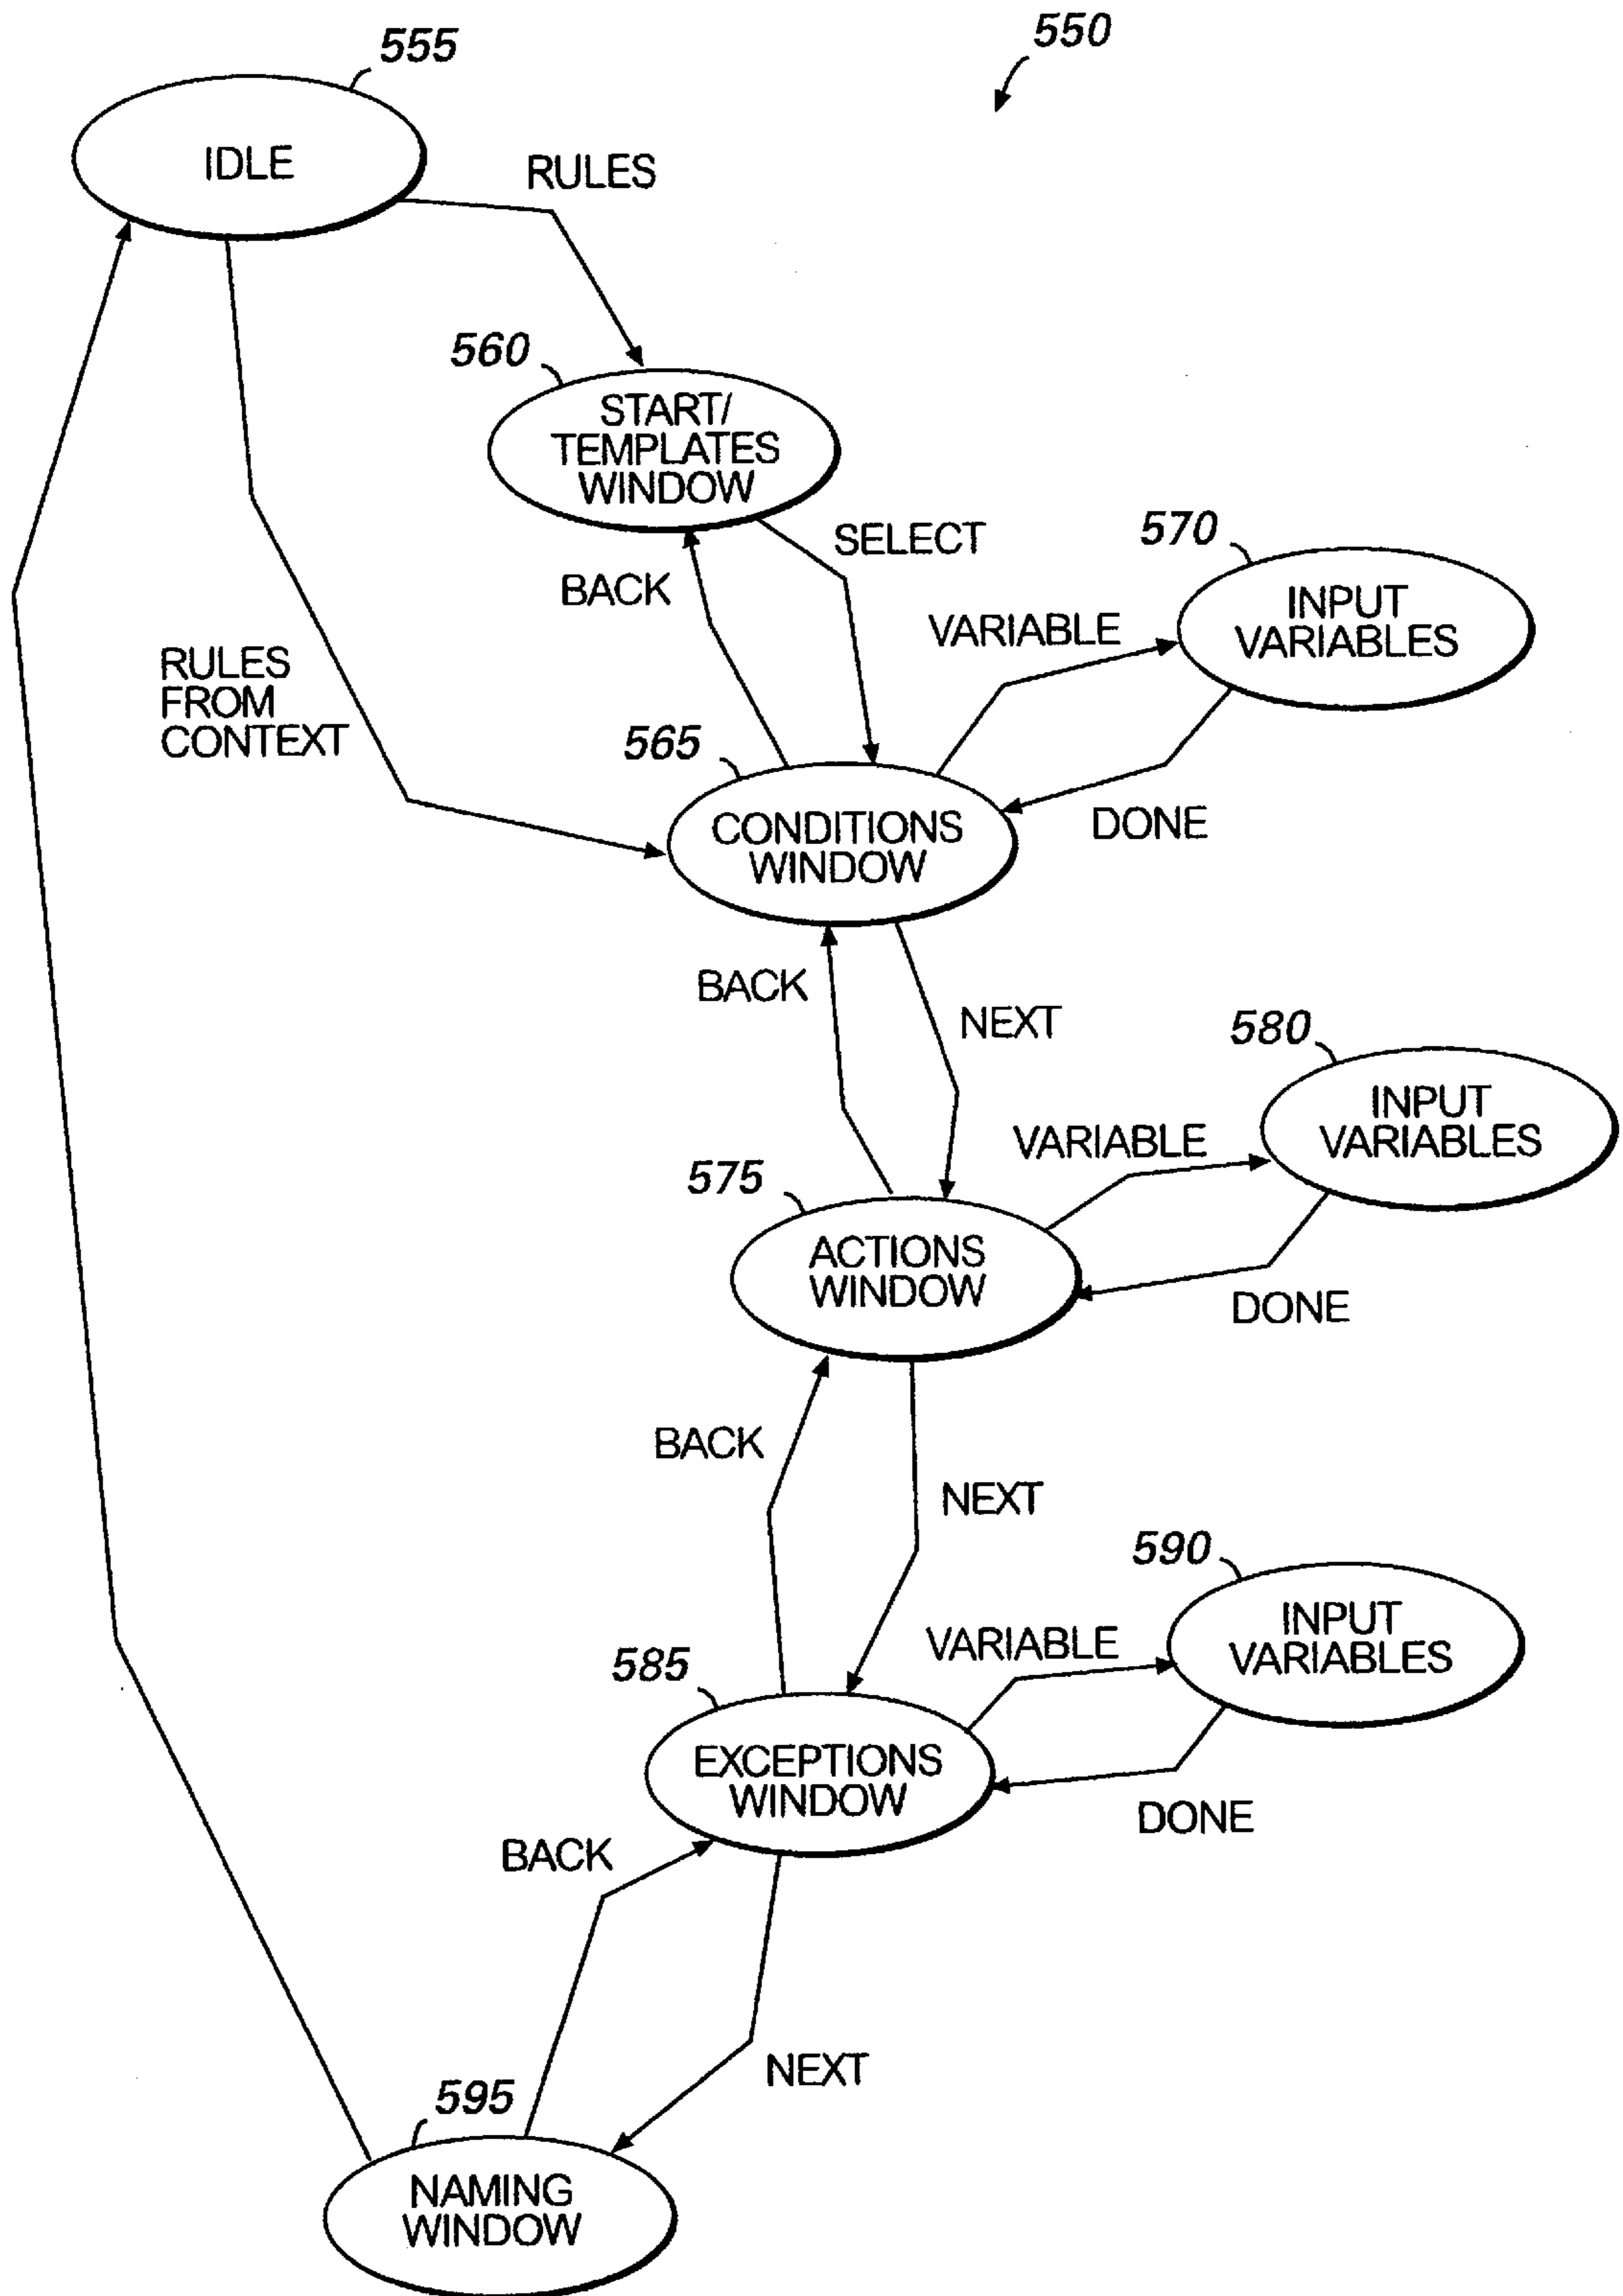 555
550
IDLE
RULES
560
START/
TEMPLATES
WINDOW
SELECT
570
BACK
INPUT
VARIABLES
VARIABLE
RULES
FROM
CONTEXT
565
CONDITIONS
WINDOW
DONE
BACK
NEXT
580
INPUT
VARIABLES
VARIABLE
575
ACTIONS
WINDOW
DONE
BACK
NEXT
590
INPUT
VARIABLES
VARIABLE
585
EXCEPTIONS
WINDOW
DONE
BACK
NEXT
595
NAMING
WINDOW